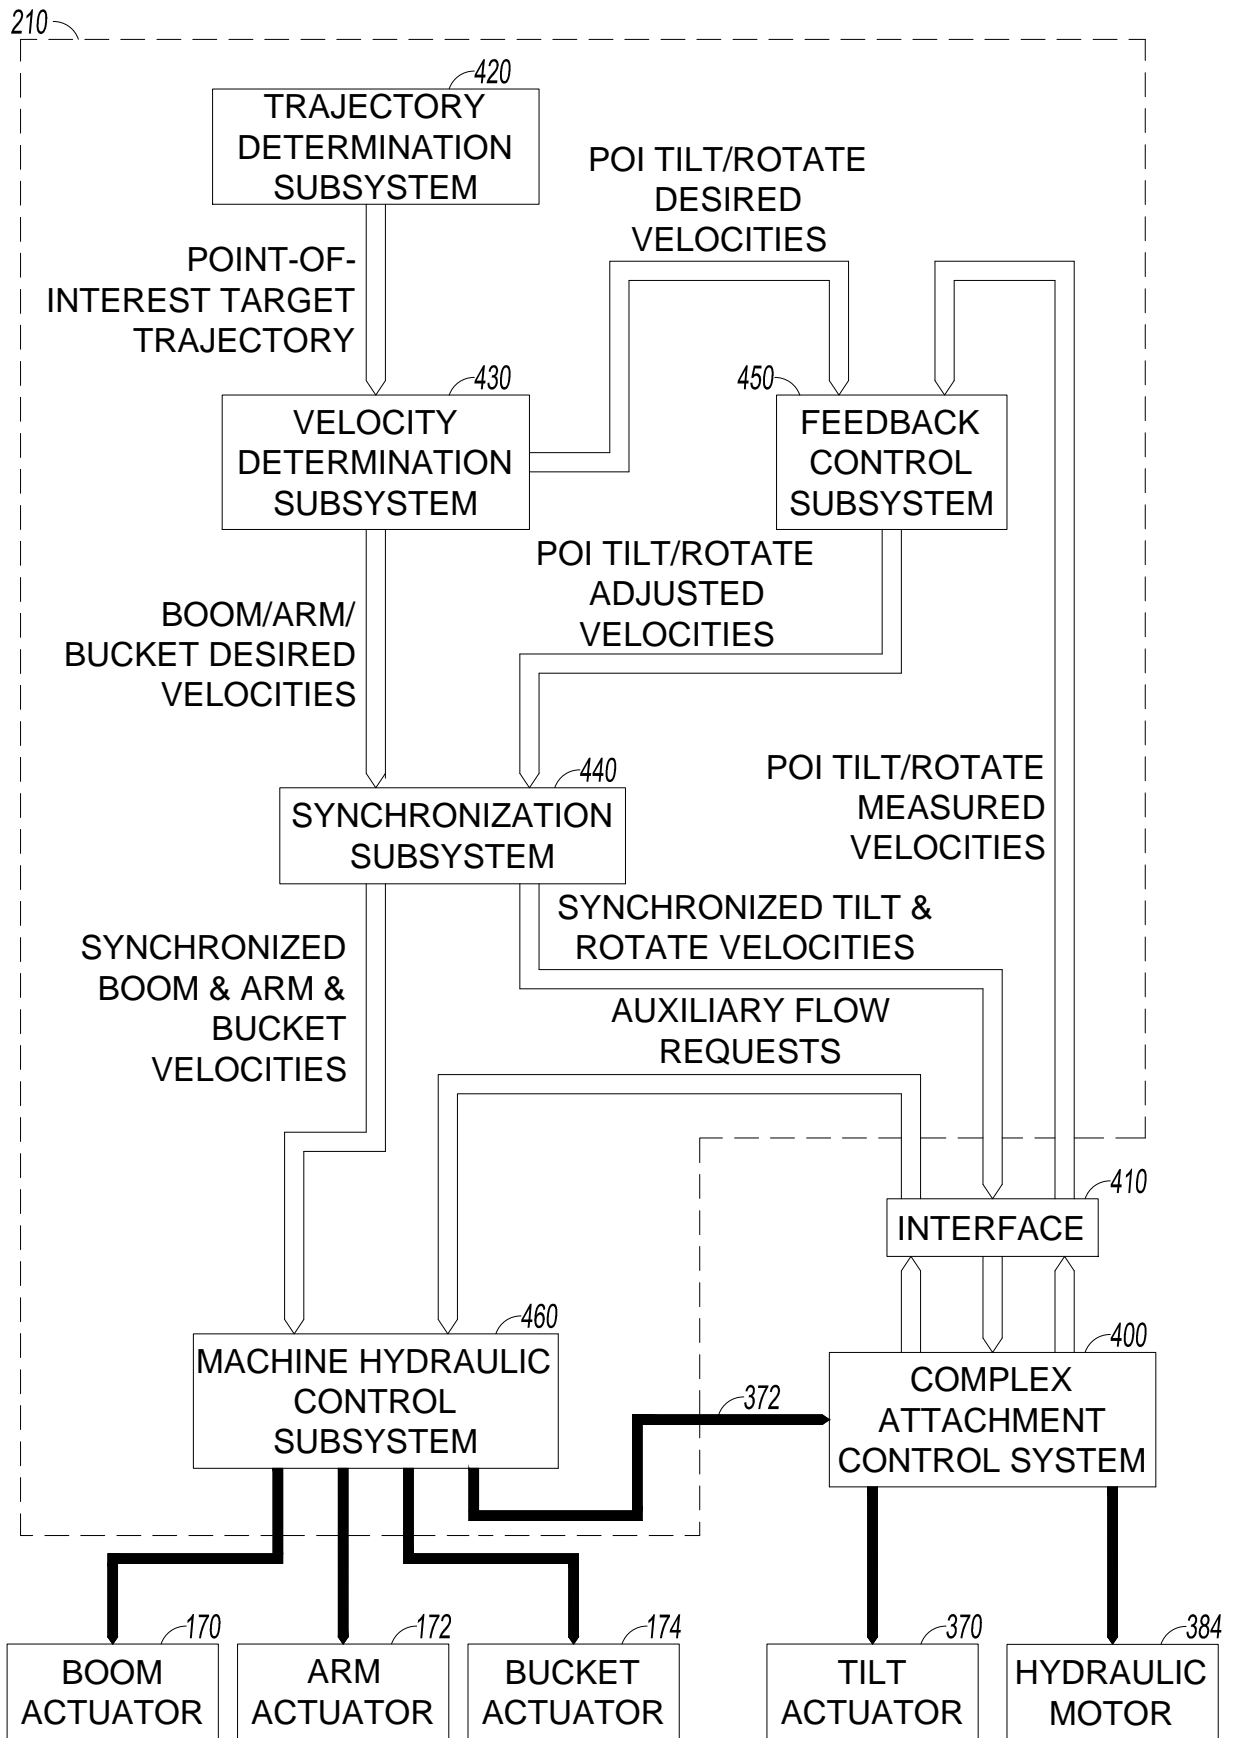 210
420
TRAJECTORY
DETERMINATION
SUBSYSTEM
POI TILT/ROTATE
DESIRED
VELOCITIES
POINT-OF-
INTEREST TARGET
TRAJECTORY
430
VELOCITY
DETERMINATION
SUBSYSTEM
450
FEEDBACK
CONTROL
SUBSYSTEM
POI TILT/ROTATE
ADJUSTED
VELOCITIES
BOOM/ARM/
BUCKET DESIRED
VELOCITIES
440
SYNCHRONIZATION
SUBSYSTEM
POI TILT/ROTATE
MEASURED
VELOCITIES
SYNCHRONIZED TILT &
ROTATE VELOCITIES
SYNCHRONIZED
BOOM & ARM &
BUCKET
VELOCITIES
AUXILIARY FLOW
REQUESTS
410
INTERFACE
460
MACHINE HYDRAULIC
CONTROL
SUBSYSTEM
400
COMPLEX
ATTACHMENT
CONTROL SYSTEM
372
170
BOOM
ACTUATOR
172
ARM
ACTUATOR
174
BUCKET
ACTUATOR
370
TILT
ACTUATOR
384
HYDRAULIC
MOTOR